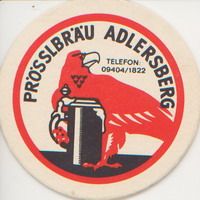 PRÖSSLBRÄU ADLERSBERG
TELEFON:
09404/1822